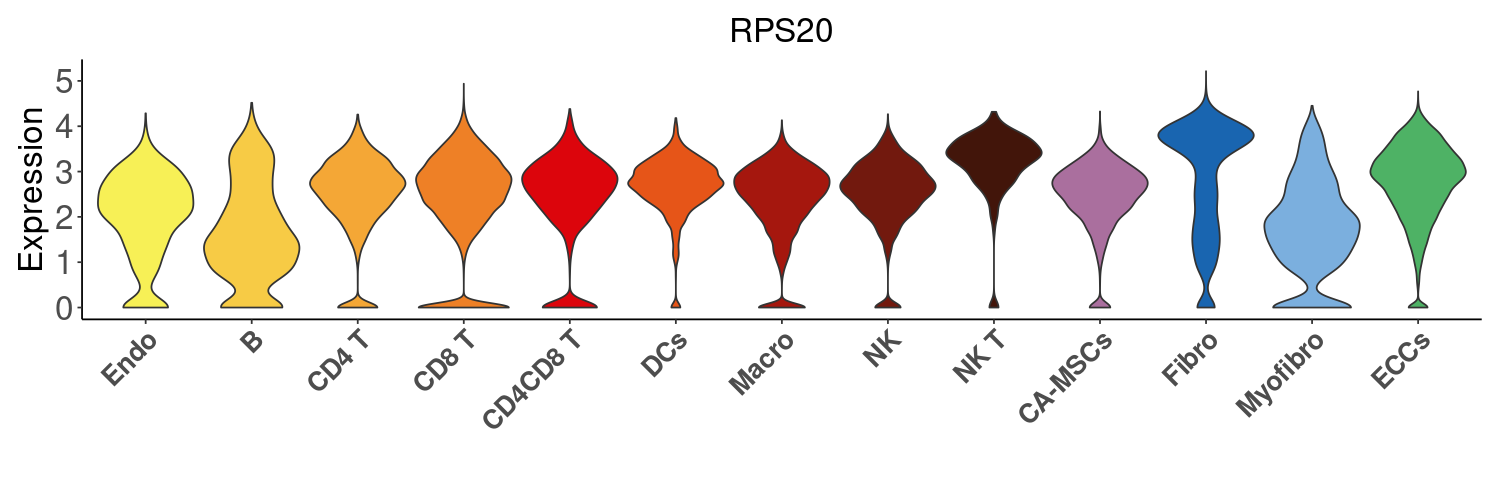 RPS20
Expression
5
4
3
2
1
0
Endo
B
CD4 T
CD8 T
CD4CD8 T
DCs
Macro
NK
NK T
CA-MSCs
Fibro
Myofibro
ECCs